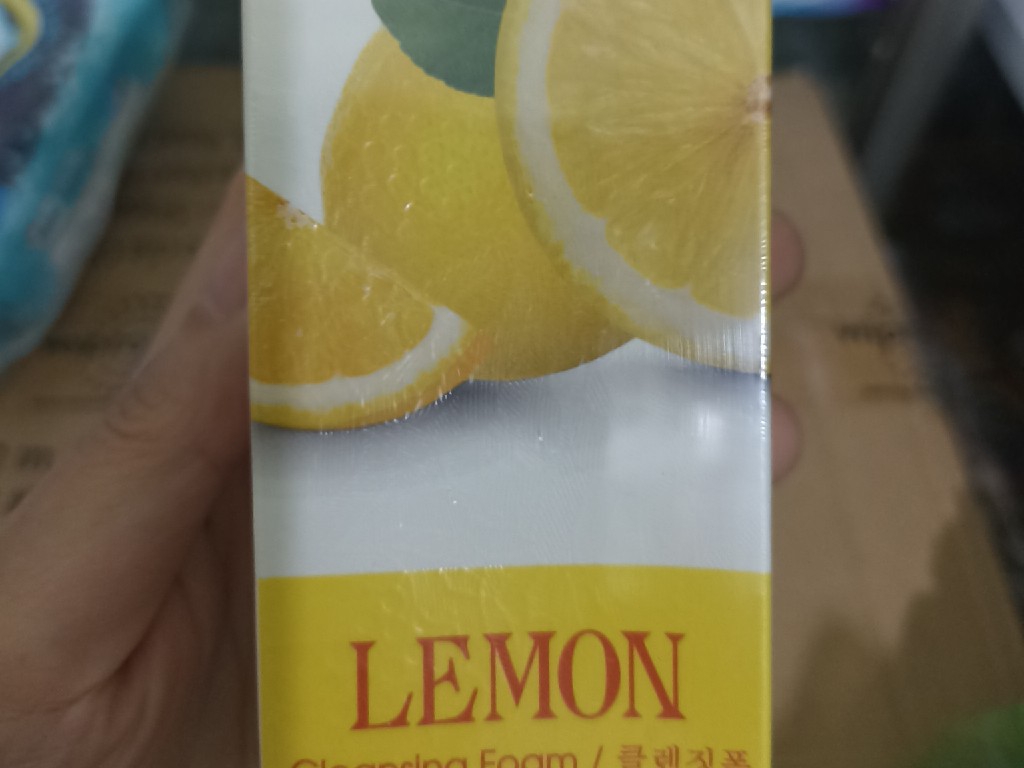 LEMON
Cleansing Foam / 클렌징폼